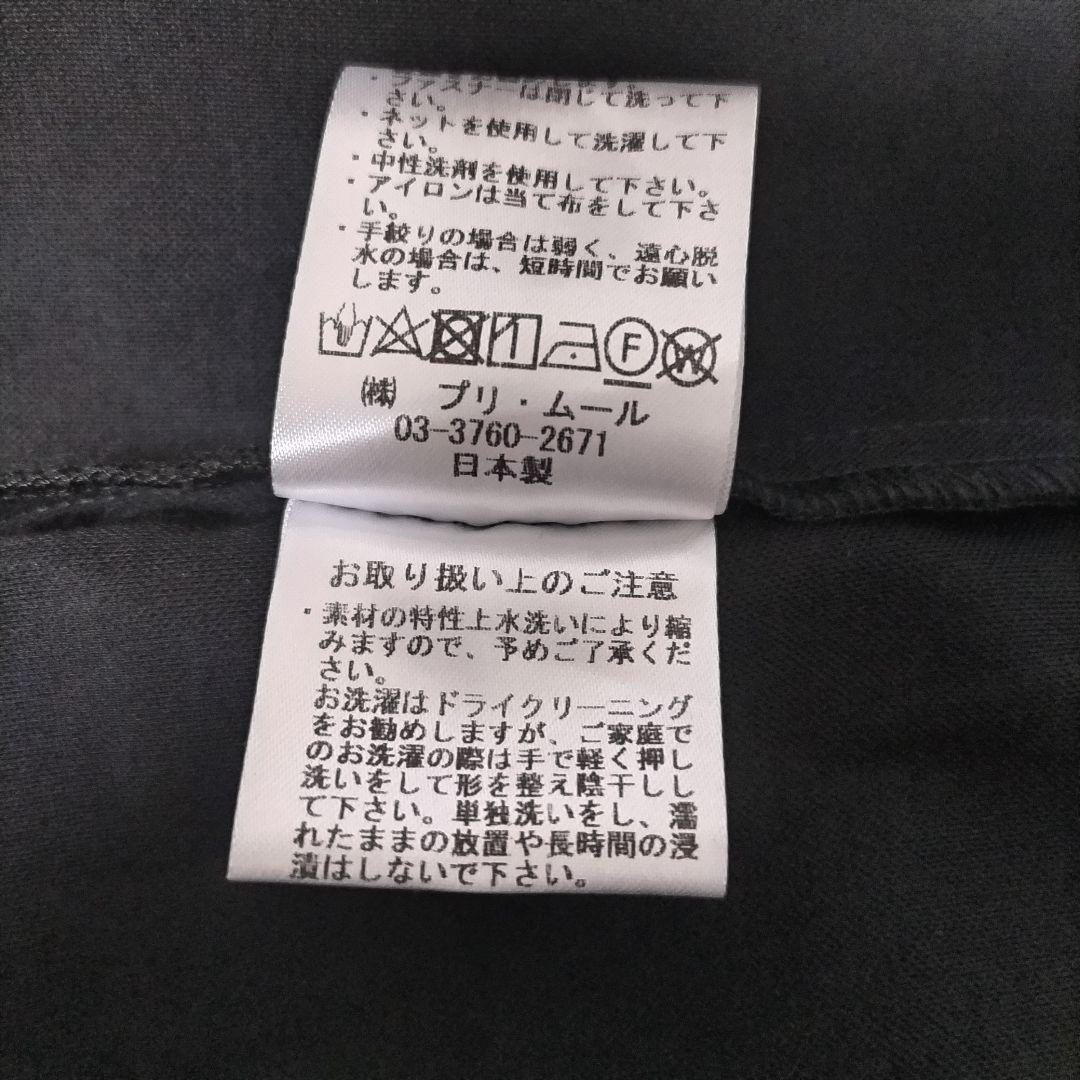 ・ファスナーは閉じて洗って下
さい。
・ネットを使用して洗濯して下
さい。
・中性洗剤を使用して下さい。
・アイロンは当て布をして下さ
い。
・手絞りの場合は弱く、遠心脱
水の場合は、短時間でお願い
します。
F W
㈱ プリ・ムール
03-3760-2671
日本製
お取り扱い上のご注意
・素材の特性上水洗いにより縮
みますので、予めご了承くだ
さい。
お洗濯はドライクリーニング
をお勧めしますが、ご家庭で
のお洗濯の際は手で軽く押し
洗いをして形を整え陰干しし
て下さい。単独洗いをし、濡
れたままの放置や長時間の浸
漬はしないで下さい。